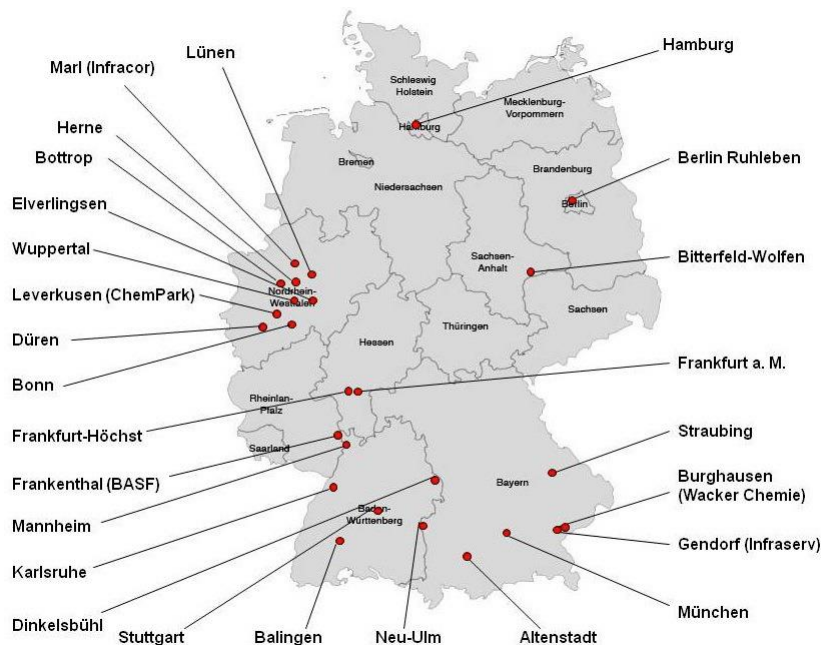 Lünen
Hamburg
Marl (Infracor)
Herne
Bottrop
Elverlingsen
Wuppertal
Leverkusen (ChemPark)
Düren
Bonn
Frankfurt-Höchst
Frankenthal (BASF)
Mannheim
Karlsruhe
Dinkelsbühl
Stuttgart
Balingen
Neu-Ulm
Altenstadt
München
Gendorf (Infraserv)
Burghausen
(Wacker Chemie)
Straubing
Frankfurt a. M.
Bitterfeld-Wolfen
Berlin Ruhleben
Schleswig
Holstein
Mecklenburg-
Vorpommern
Hamburg
Bremen
Niedersachsen
Brandenburg
Berlin
Sachsen-
Anhalt
Nordrhein-
Westfalen
Hessen
Thüringen
Sachsen
Rheinlan-
Pfalz
Saarland
Bayern
Baden-
Württenberg